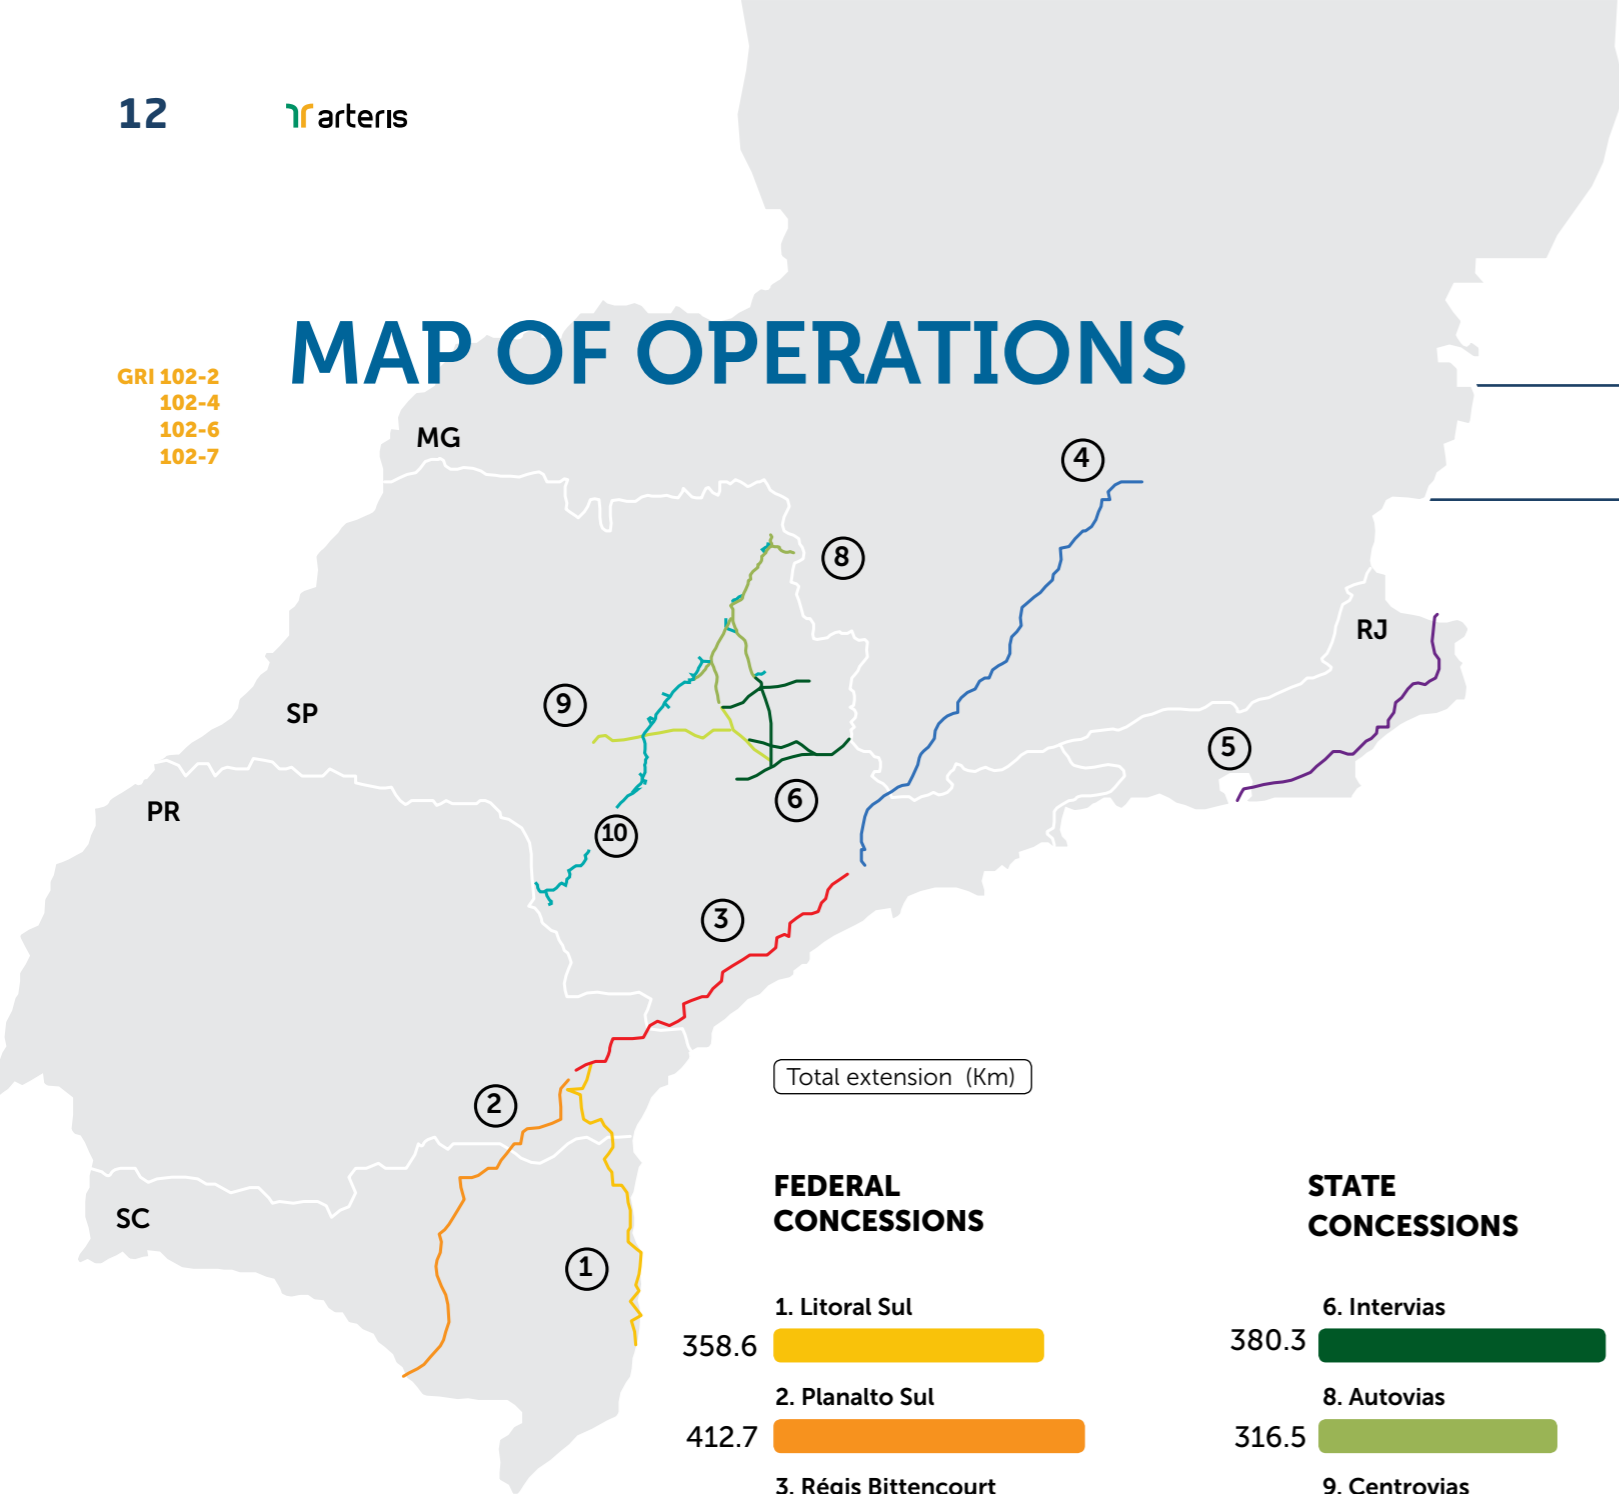 12
arteris
MAP OF OPERATIONS
GRI 102-2
102-4
102-6
102-7
MG
4
8
RJ
9
SP
5
6
PR
10
3
Total extension (Km)
2
SC
1
FEDERAL
CONCESSIONS
1. Litoral Sul
358.6
2. Planalto Sul
412.7
3. Régis Bittencourt
STATE
CONCESSIONS
6. Intervias
380.3
8. Autovias
316.5
9. Centrovias